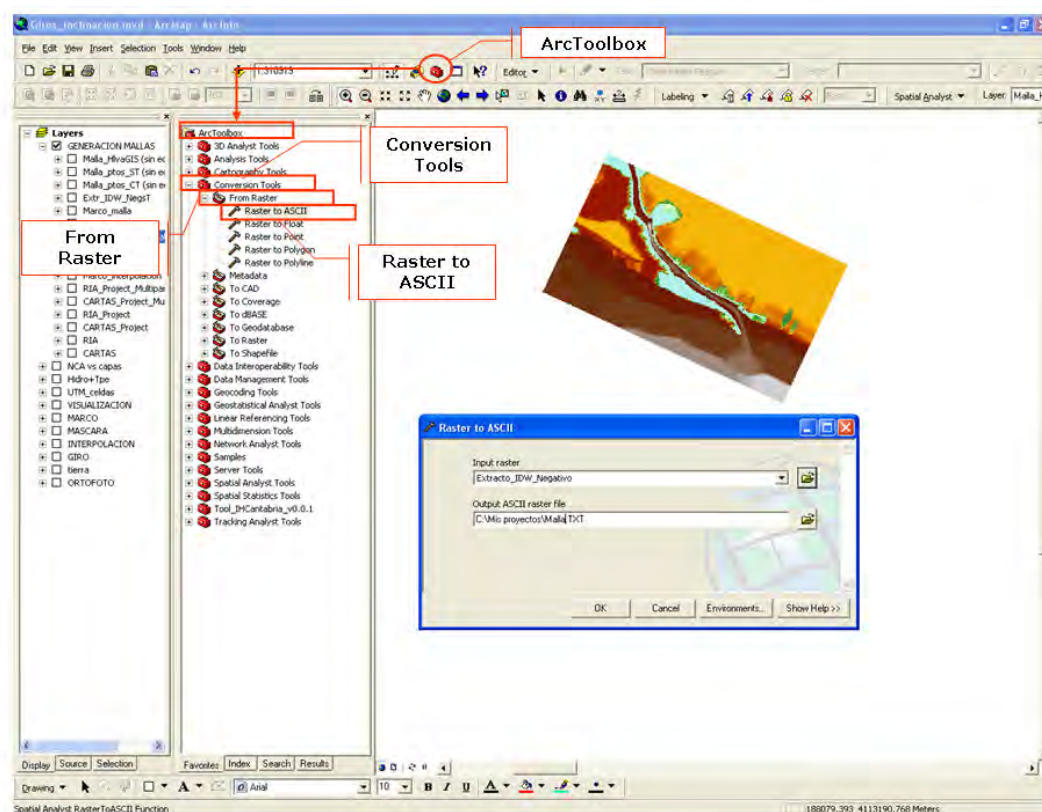 Giros_inclinacion.mxd - ArcMap - ArcInfo
File Edit View Insert Selection Tools Window Help
1:310313
Editor
Labeling
Spatial Analyst
Layer:
ArcToolbox
Conversion Tools
From Raster
Raster to ASCII
Layers
GENERACION MALLAS
Malla_HIvaGIS (sin ec
Malla_ptos_ST (sin e
Malla_ptos_CT (sin e
Extr_IDW_NegsT
Marco_malla
Marco_interpolacion
RIA_Project_Multipar
CARTAS_Project_Mu
RIA_Project
CARTAS_Project
RIA
CARTAS
NCA vs capas
Hidro+Tpe
UTM_celdas
VISUALIZACION
MARCO
MASCARA
INTERPOLACION
GIRO
tierra
ORTOFOTO
Display Source Selection
ArcToolbox
3D Analyst Tools
Analysis Tools
Cartography Tools
Conversion Tools
From Raster
Raster to ASCII
Raster to Float
Raster to Point
Raster to Polygon
Raster to Polyline
Metadata
To CAD
To Coverage
To dBASE
To Geodatabase
To Raster
To Shapefile
Data Interoperability Tools
Data Management Tools
Geocoding Tools
Geostatistical Analyst Tools
Linear Referencing Tools
Multidimension Tools
Network Analyst Tools
Samples
Server Tools
Spatial Analyst Tools
Spatial Statistics Tools
Tool_IHCantabria_v0.0.1
Tracking Analyst Tools
Favorites Index Search Results
Raster to ASCII
Input raster
Extracto_IDW_Negativo
Output ASCII raster file
C:\Mis proyectos\Malla.TXT
OK Cancel Environments... Show Help >>
Drawing
Arial
10
B I U A
Spatial Analyst RasterToASCII Function
188079.393 4113190.768 Meters